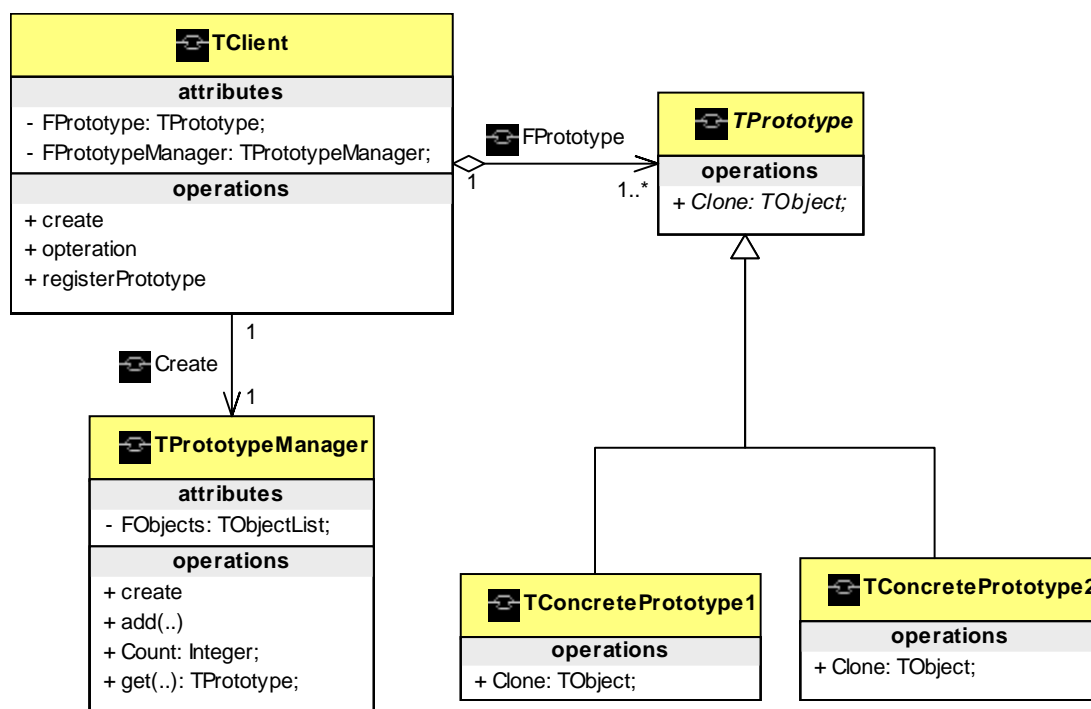 TClient
attributes
- FPrototype: TPrototype;
- FPrototypeManager: TPrototypeManager;
operations
+ create
+ opteration
+ registerPrototype
FPrototype
1
1..*
TPrototype
operations
+ Clone: TObject;
1
Create
1
TPrototypeManager
attributes
- FObjects: TObjectList;
operations
+ create
+ add(..)
+ Count: Integer;
+ get(..): TPrototype;
TConcretePrototype1
operations
+ Clone: TObject;
TConcretePrototype2
operations
+ Clone: TObject;